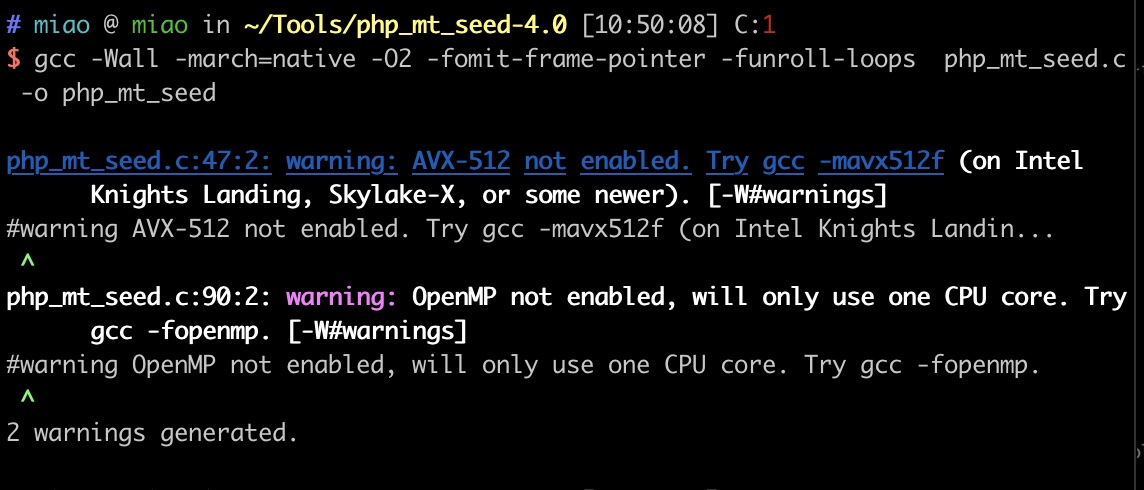 # miao @ miao in ~/Tools/php_mt_seed-4.0 [10:50:08] C:1
$ gcc -Wall -march=native -O2 -fomit-frame-pointer -funroll-loops  php_mt_seed.c
 -o php_mt_seed
php_mt_seed.c:47:2: warning: AVX-512 not enabled. Try gcc -mavx512f (on Intel
      Knights Landing, Skylake-X, or some newer). [-W#warnings]
#warning AVX-512 not enabled. Try gcc -mavx512f (on Intel Knights Landin...
 ^
php_mt_seed.c:90:2: warning: OpenMP not enabled, will only use one CPU core. Try
      gcc -fopenmp. [-W#warnings]
#warning OpenMP not enabled, will only use one CPU core. Try gcc -fopenmp.
 ^
2 warnings generated.